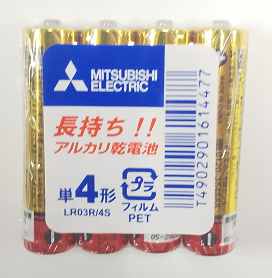 MITSUBISHI
ELECTRIC
長持ち!!
アルカリ乾電池
単4形
LR03R/4S
プラ
フィルム
PET
T4902901614477